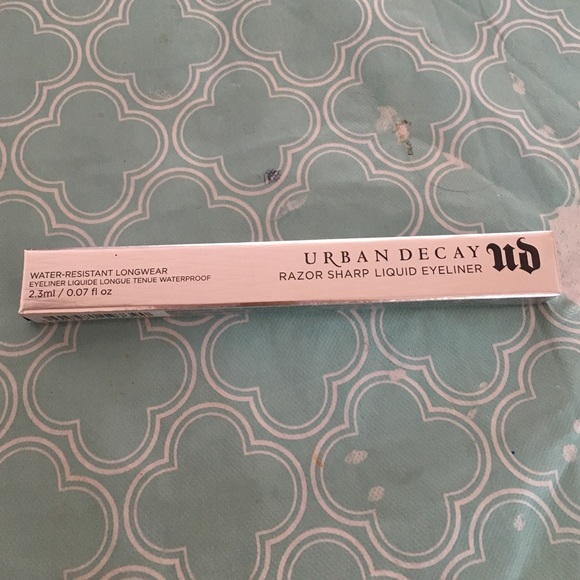 WATER-RESISTANT LONGWEAR
EYELINER LIQUIDE LONGUE TENUE WATERPROOF
2.3ml / 0.07 fl oz
URBAN DECAY
RAZOR SHARP LIQUID EYELINER
UD